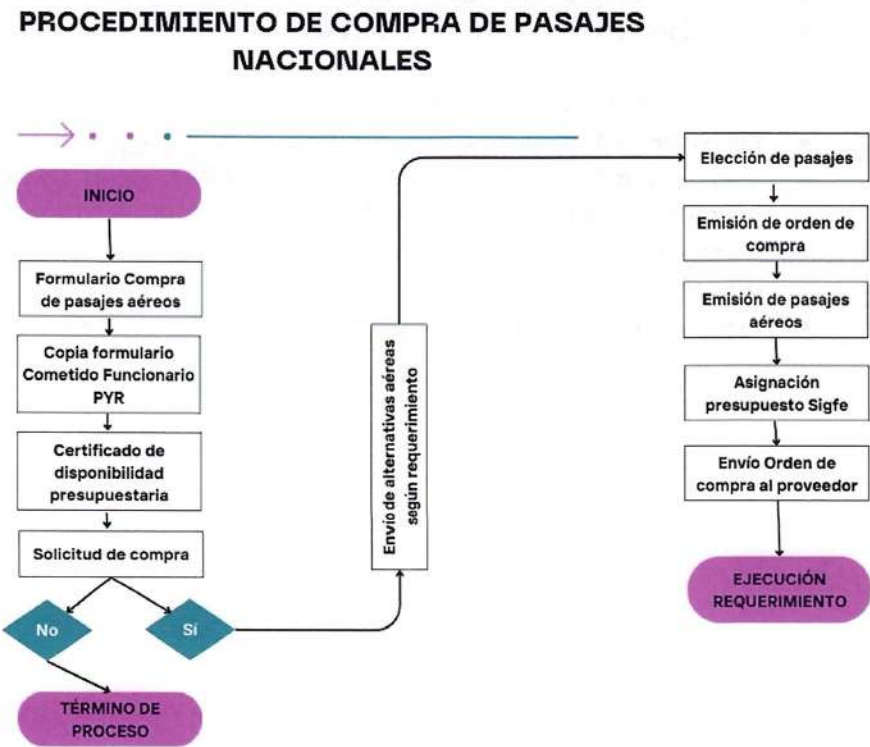 PROCEDIMIENTO DE COMPRA DE PASAJES
NACIONALES
INICIO
Formulario Compra
de pasajes aéreos
Copia formulario
Cometido Funcionario
PYR
Certificado de
disponibilidad
presupuestaria
Solicitud de compra
No
Sí
TÉRMINO DE
PROCESO
Envío de alternativas aéreas
según requerimiento
Elección de pasajes
Emisión de orden de
compra
Emisión de pasajes
aéreos
Asignación
presupuesto Sigfe
Envío Orden de
compra al proveedor
EJECUCIÓN
REQUERIMIENTO